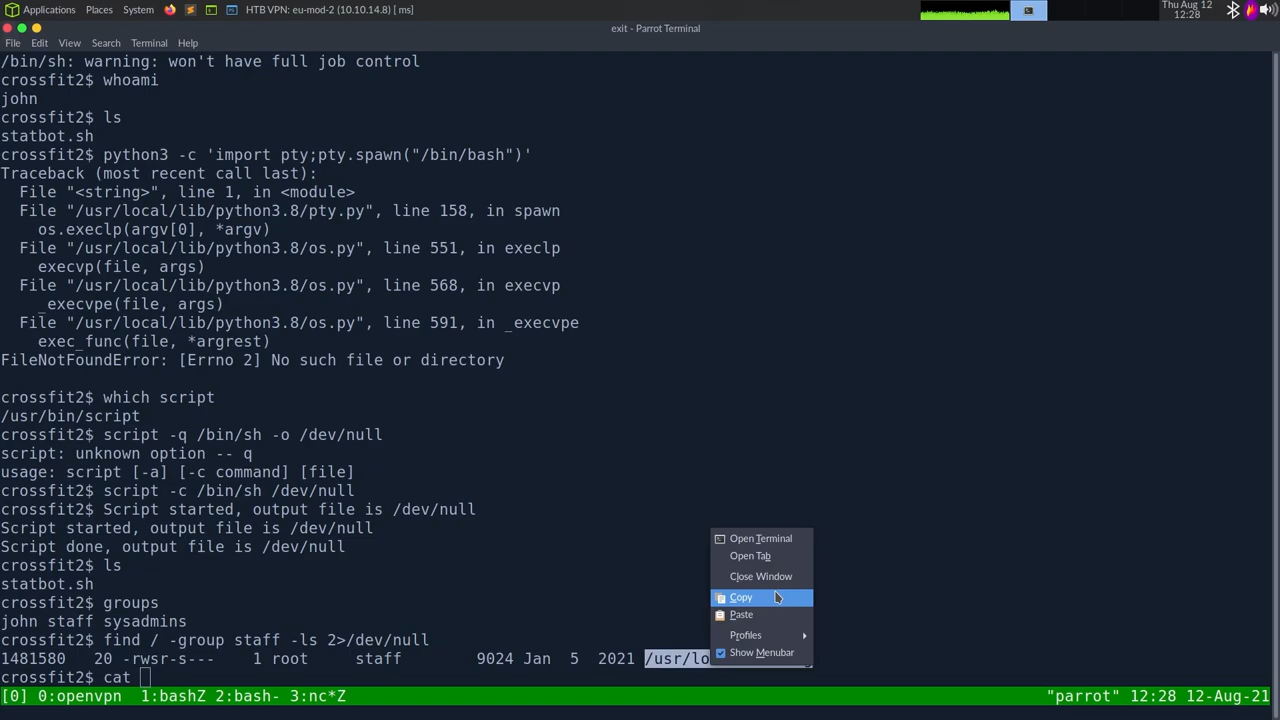 Applications Places System HTB VPN: eu-mod-2 (10.10.14.8) [ ms]
Thu Aug 12
12:28
exit - Parrot Terminal
File Edit View Search Terminal Help
/bin/sh: warning: won't have full job control
crossfit2$ whoami
john
crossfit2$ ls
statbot.sh
crossfit2$ python3 -c 'import pty;pty.spawn("/bin/bash")'
Traceback (most recent call last):
  File "<string>", line 1, in <module>
  File "/usr/local/lib/python3.8/pty.py", line 158, in spawn
    os.execlp(argv[0], *argv)
  File "/usr/local/lib/python3.8/os.py", line 551, in execlp
    execvp(file, args)
  File "/usr/local/lib/python3.8/os.py", line 568, in execvp
    _execvpe(file, args)
  File "/usr/local/lib/python3.8/os.py", line 591, in _execvpe
    exec_func(file, *argrest)
FileNotFoundError: [Errno 2] No such file or directory
crossfit2$ which script
/usr/bin/script
crossfit2$ script -q /bin/sh -o /dev/null
script: unknown option -- q
usage: script [-a] [-c command] [file]
crossfit2$ script -c /bin/sh /dev/null
crossfit2$ Script started, output file is /dev/null
Script started, output file is /dev/null
Script done, output file is /dev/null
ls
statbot.sh
crossfit2$ groups
john staff sysadmins
crossfit2$ find / -group staff -ls 2>/dev/null
1481580   20 -rwsr-s---   1 root     staff        9024 Jan  5  2021 /usr/lo
crossfit2$ cat
Open Terminal
Open Tab
Close Window
Copy
Paste
Profiles
Show Menubar
[0] 0:openvpn  1:bashZ 2:bash- 3:nc*Z "parrot" 12:28 12-Aug-21